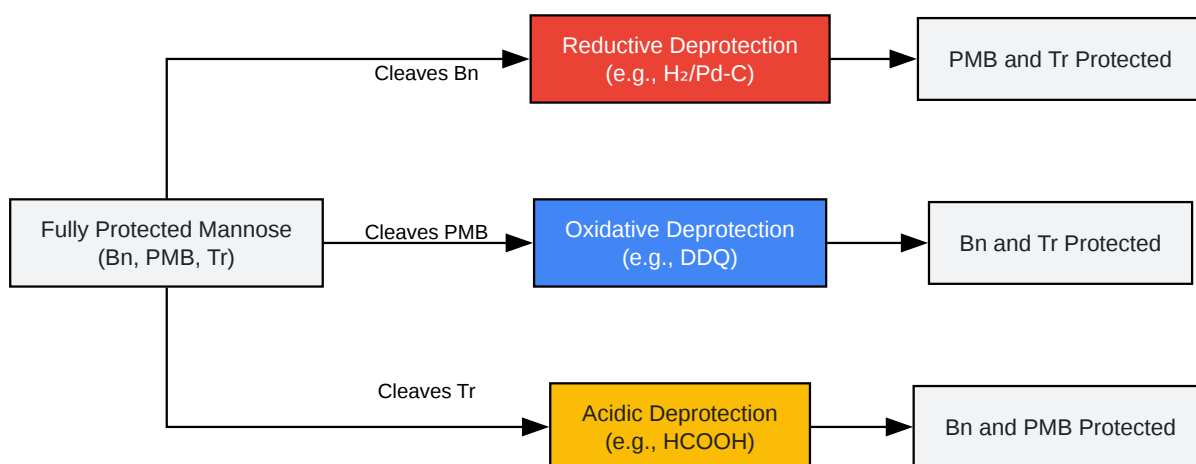 Reductive Deprotection
(e.g., H₂/Pd-C)
PMB and Tr Protected
Cleaves Bn
Fully Protected Mannose
(Bn, PMB, Tr)
Cleaves PMB
Oxidative Deprotection
(e.g., DDQ)
Bn and Tr Protected
Cleaves Tr
Acidic Deprotection
(e.g., HCOOH)
Bn and PMB Protected